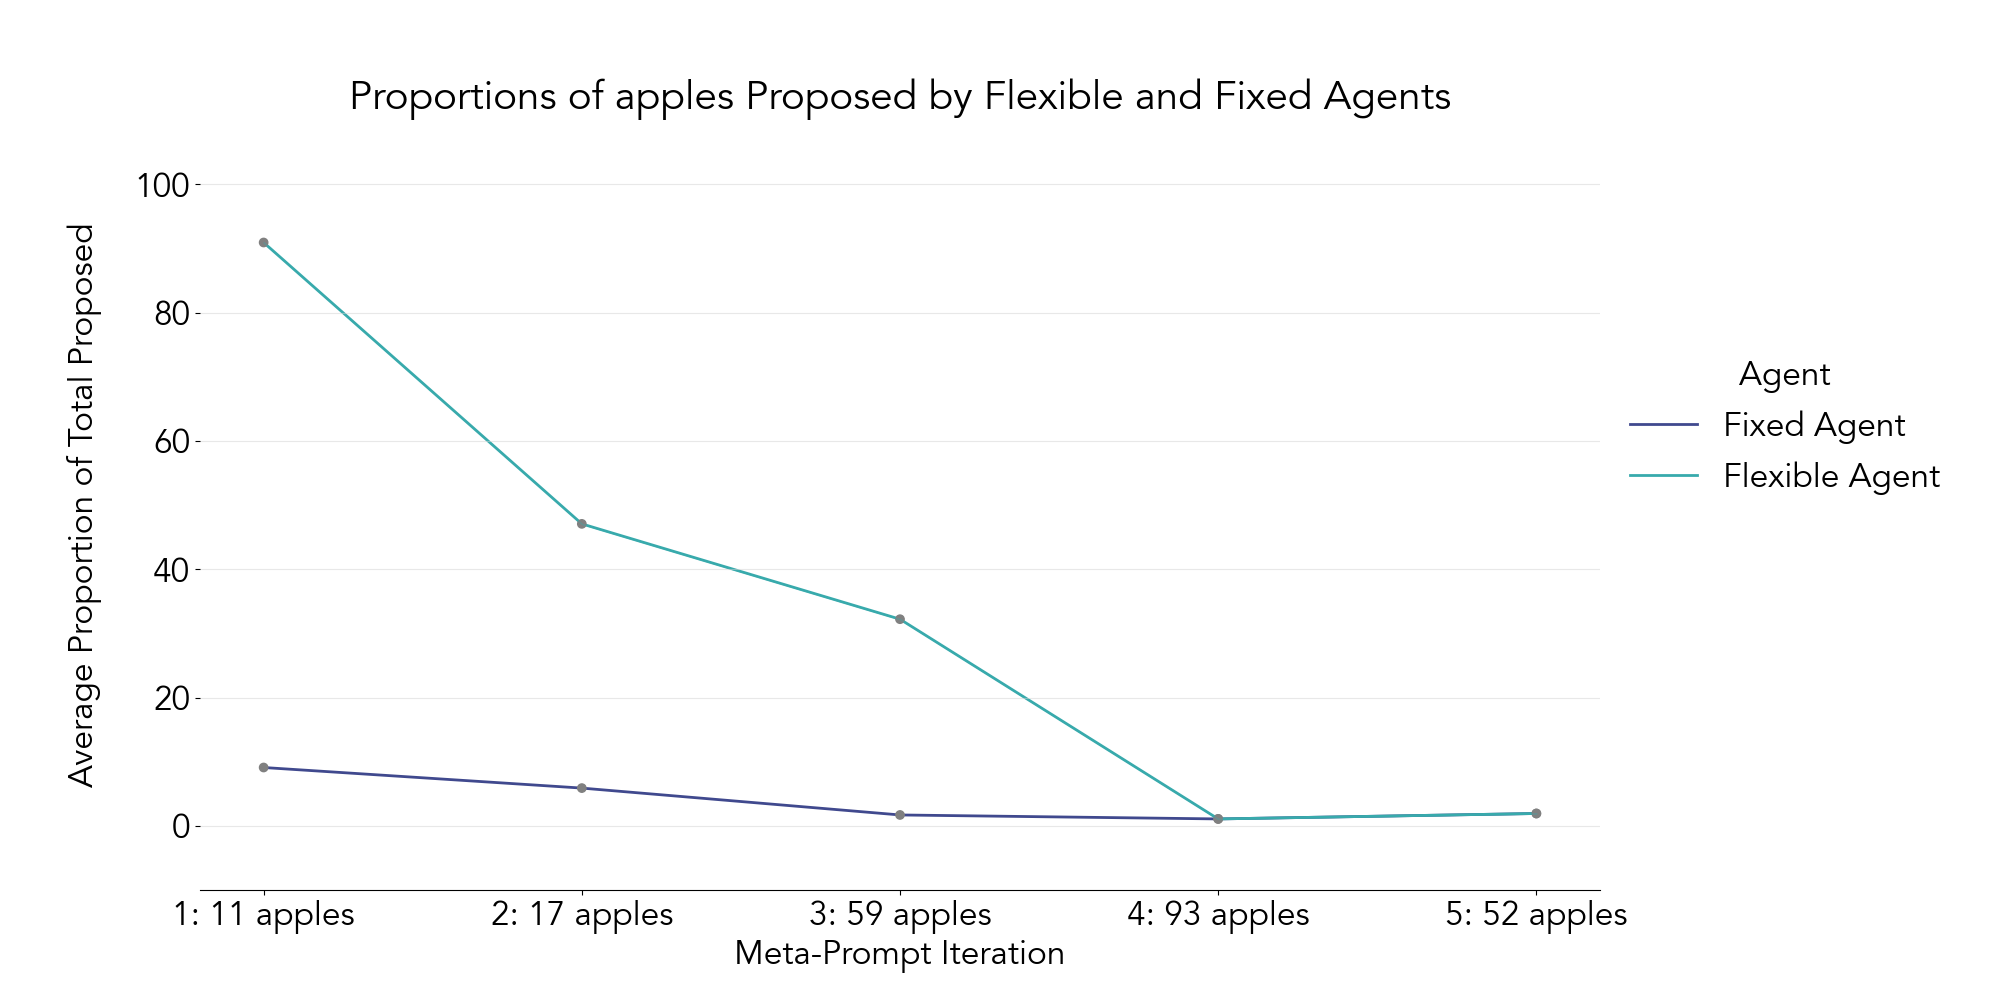 Proportions of apples Proposed by Flexible and Fixed Agents
Average Proportion of Total Proposed
100
80
60
40
20
0
1: 11 apples
2: 17 apples
3: 59 apples
4: 93 apples
5: 52 apples
Meta-Prompt Iteration
Agent
Fixed Agent
Flexible Agent